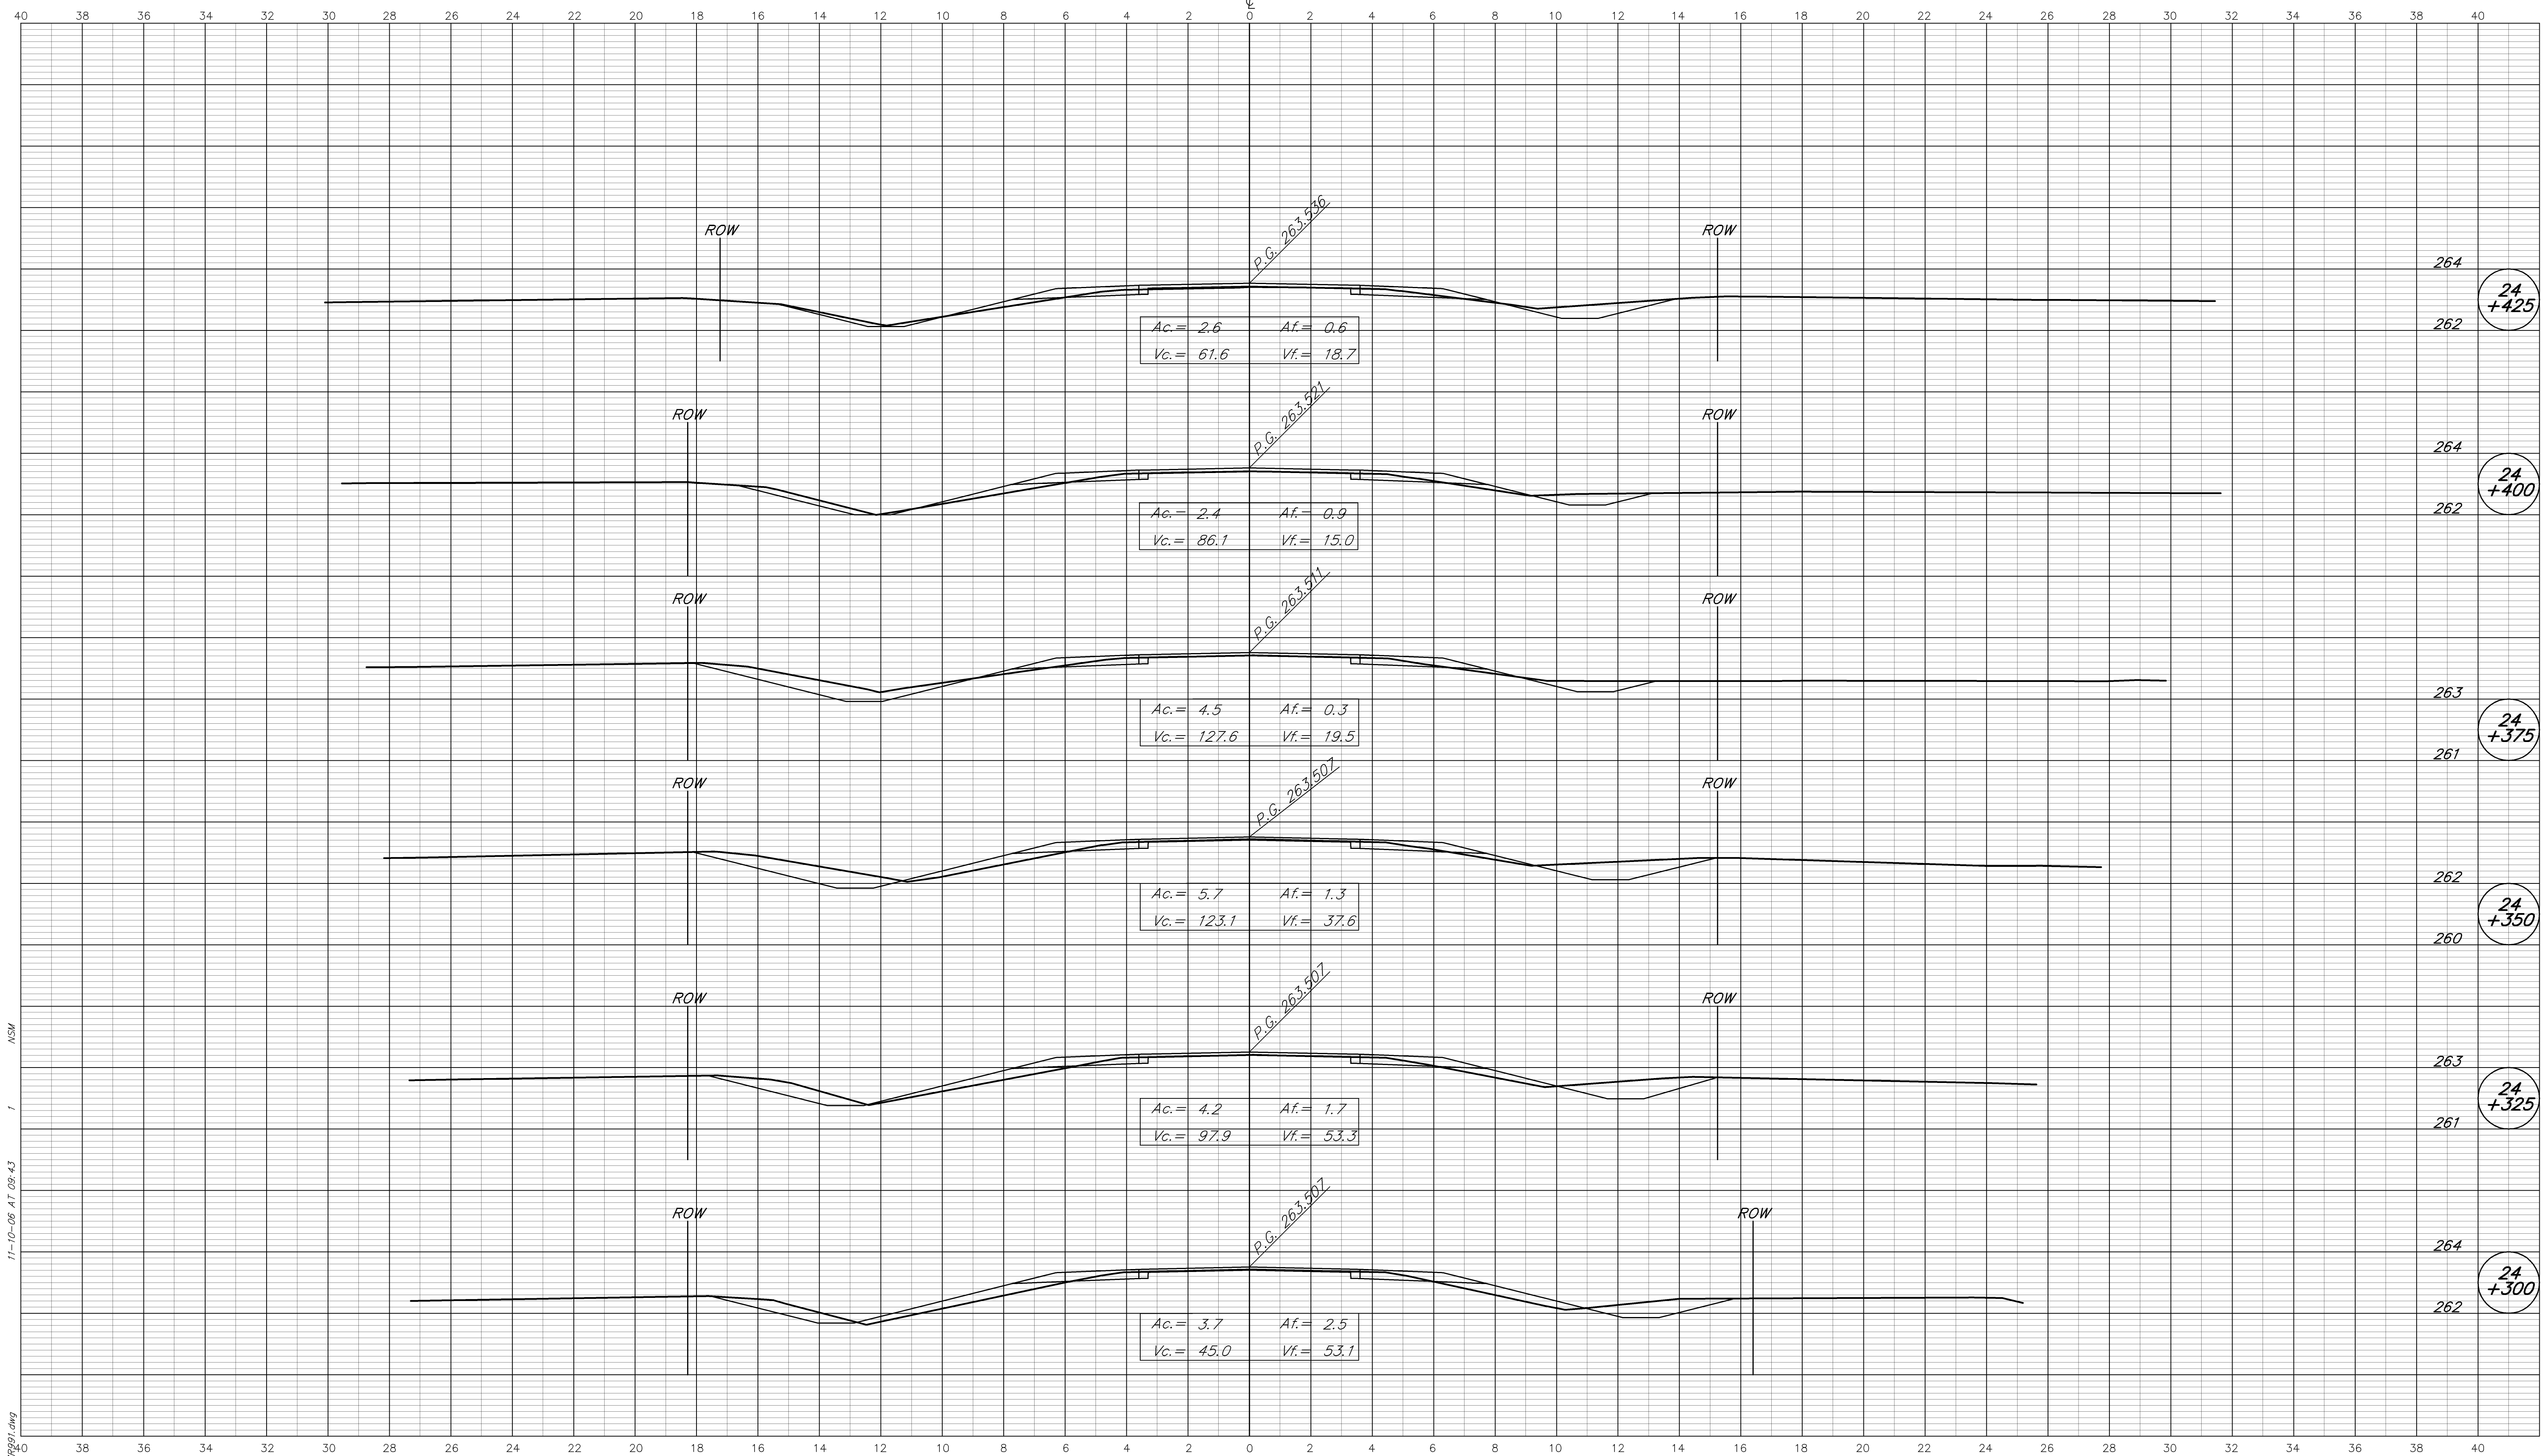 ℄
40 38 36 34 32 30 28 26 24 22 20 18 16 14 12 10 8 6 4 2 0 2 4 6 8 10 12 14 16 18 20 22 24 26 28 30 32 34 36 38 40
P.G. 263.536
ROW ROW
264
24
+425
262
Ac.= 2.6 Af.= 0.6
Vc.= 61.6 Vf.= 18.7
P.G. 263.521
ROW ROW
264
24
+400
262
Ac.= 2.4 Af.= 0.9
Vc.= 86.1 Vf.= 15.0
P.G. 263.511
ROW ROW
263
24
+375
261
Ac.= 4.5 Af.= 0.3
Vc.= 127.6 Vf.= 19.5
P.G. 263.507
ROW ROW
262
24
+350
260
Ac.= 5.7 Af.= 1.3
Vc.= 123.1 Vf.= 37.6
P.G. 263.507
ROW ROW
263
24
+325
261
Ac.= 4.2 Af.= 1.7
Vc.= 97.9 Vf.= 53.3
P.G. 263.507
ROW ROW
264
24
+300
262
Ac.= 3.7 Af.= 2.5
Vc.= 45.0 Vf.= 53.1
40 38 36 34 32 30 28 26 24 22 20 18 16 14 12 10 8 6 4 2 0 2 4 6 8 10 12 14 16 18 20 22 24 26 28 30 32 34 36 38 40
11-10-06 AT 09:43 1 NSM